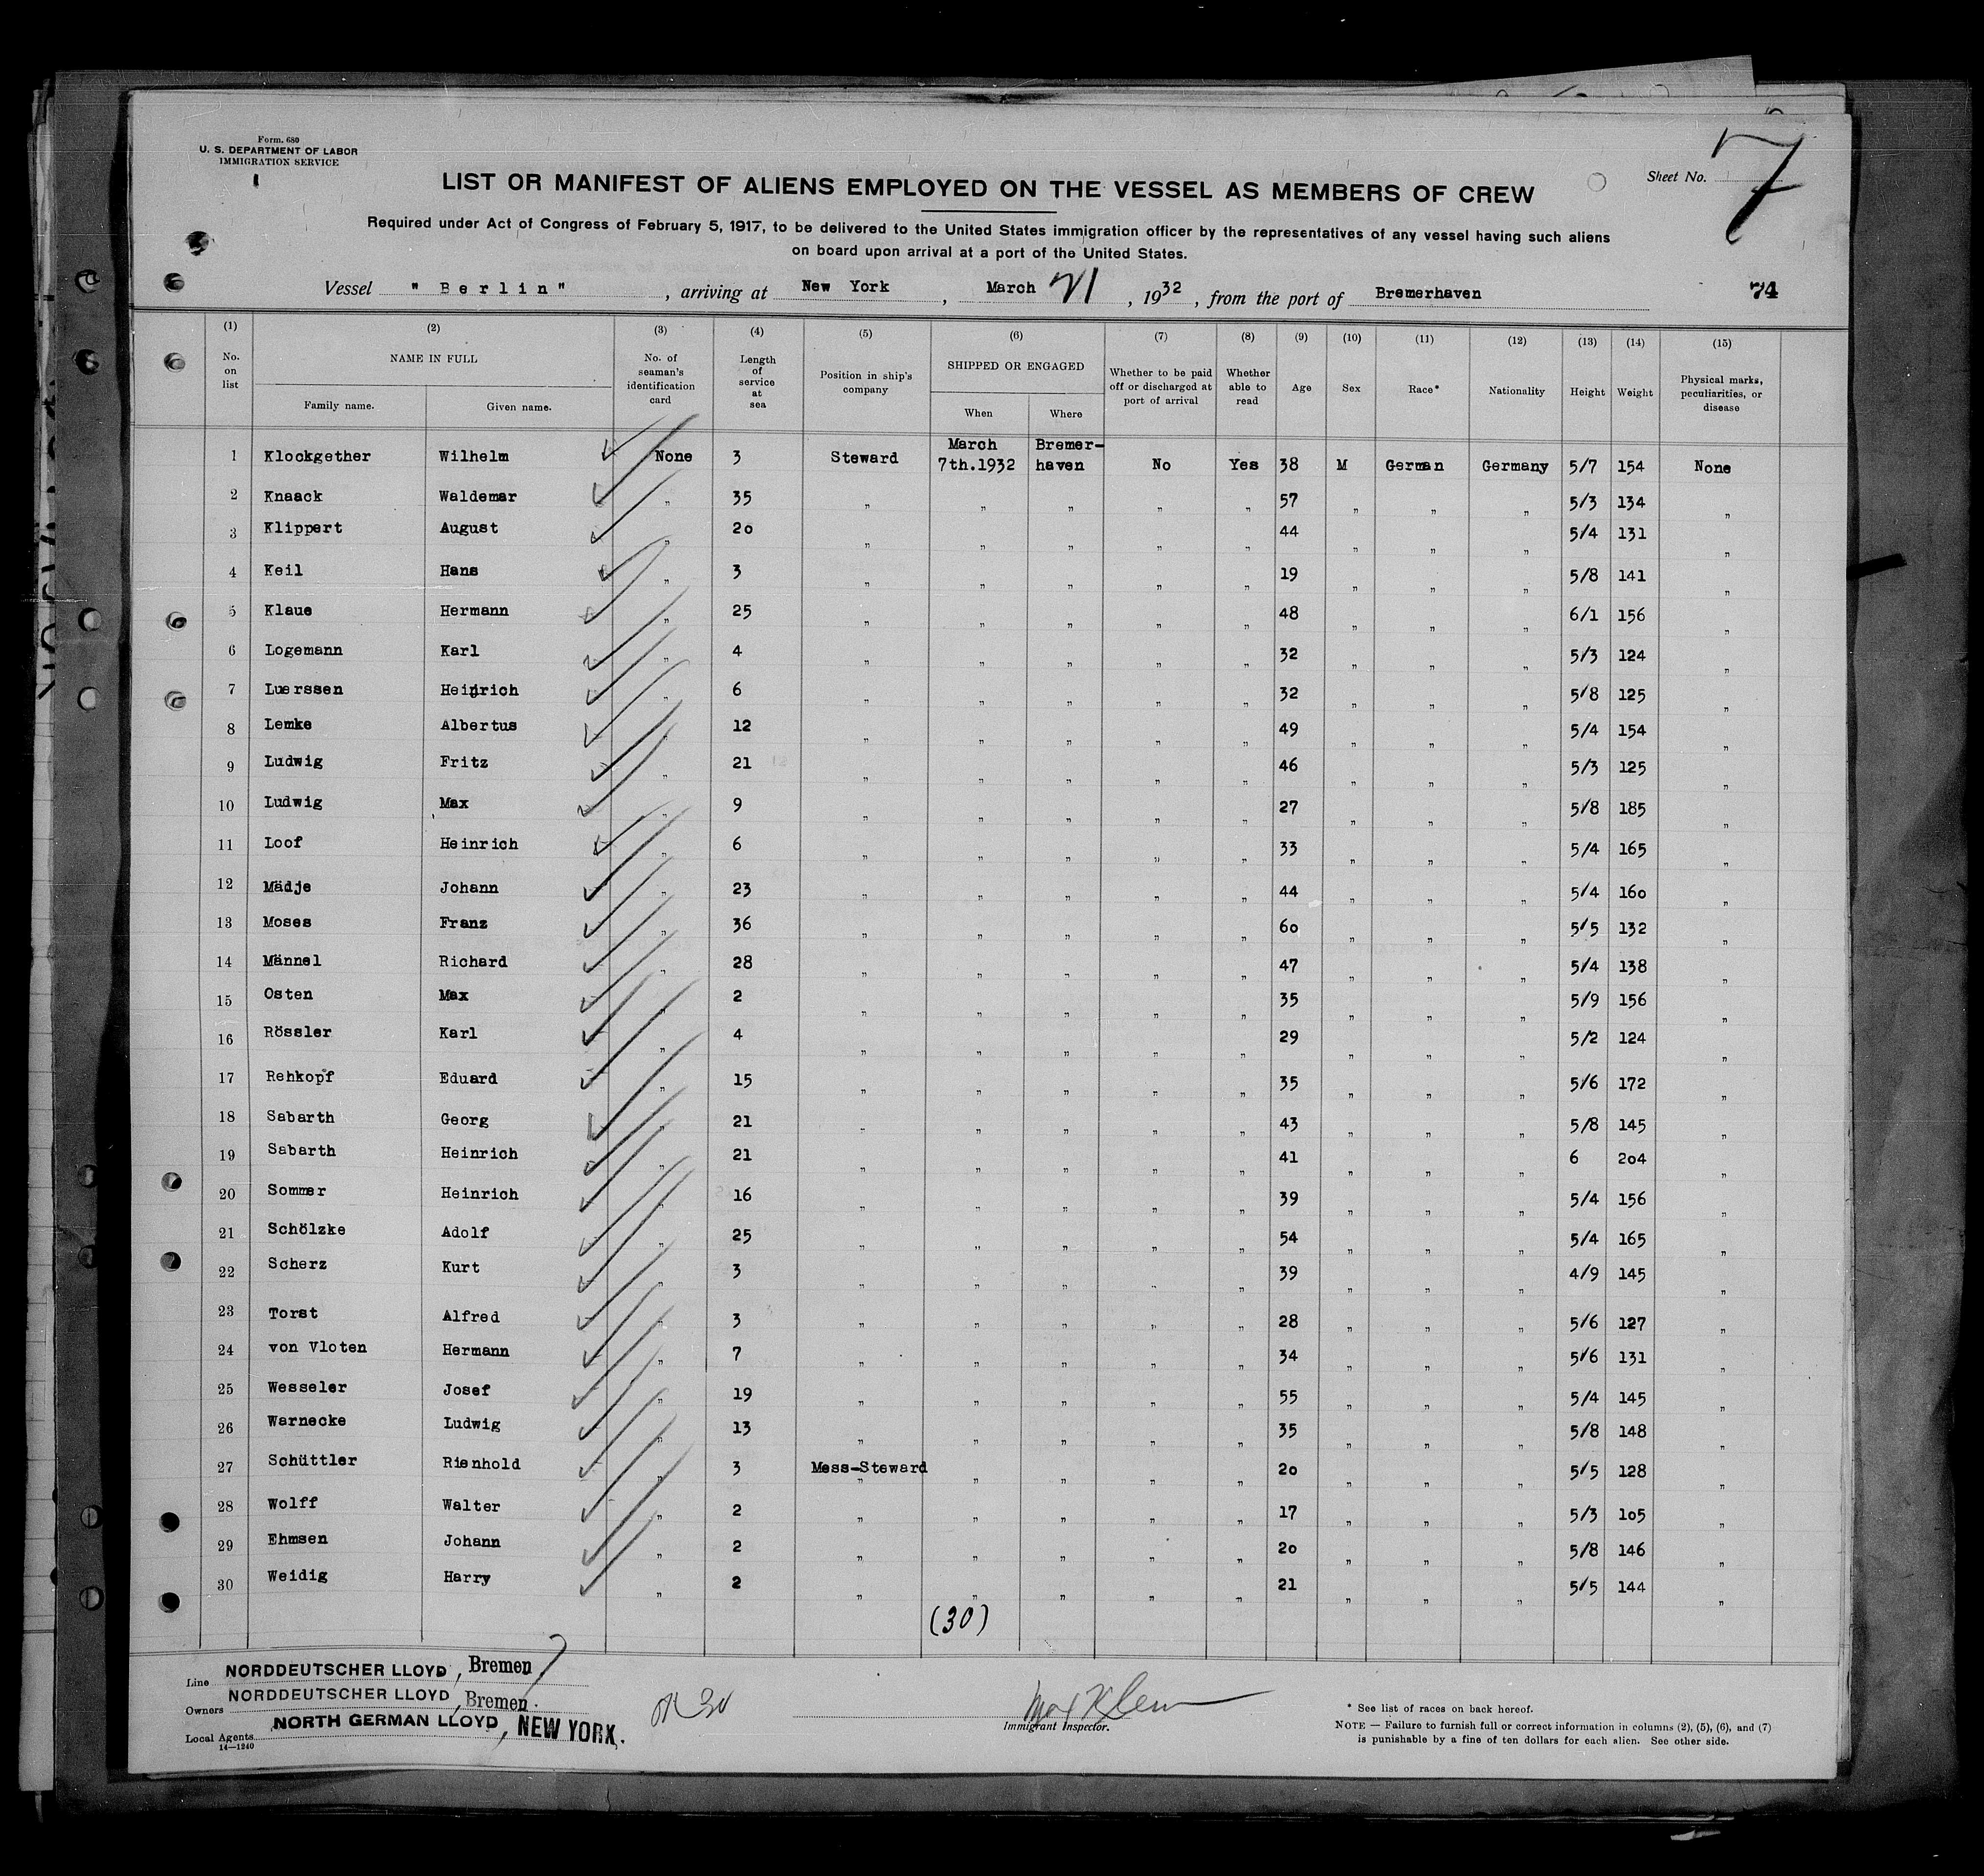 Form. 680
U. S. DEPARTMENT OF LABOR
IMMIGRATION SERVICE
Sheet No. 7
LIST OR MANIFEST OF ALIENS EMPLOYED ON THE VESSEL AS MEMBERS OF CREW
Required under Act of Congress of February 5, 1917, to be delivered to the United States immigration officer by the representatives of any vessel having such aliens
on board upon arrival at a port of the United States.
Vessel "Berlin", arriving at New York, March 21, 1932, from the port of Bremerhaven 74
(1) (2) (3) (4) (5) (6) (7) (8) (9) (10) (11) (12) (13) (14) (15)
No. on list NAME IN FULL Family name. Given name. No. of seaman's identification card Length of service at sea Position in ship's company SHIPPED OR ENGAGED When Where Whether to be paid off or discharged at port of arrival Whether able to read Age Sex Race* Nationality Height Weight Physical marks, peculiarities, or disease
1 Klockgether Wilhelm None 3 Steward March 7th.1932 Bremer-haven No Yes 38 M German Germany 5/7 154 None
2 Knaack Waldemar " 35 " " " " " 57 " " " 5/3 134 "
3 Klippert August " 20 " " " " " 44 " " " 5/4 131 "
4 Keil Hans " 3 " " " " " 19 " " " 5/8 141 "
5 Klaue Hermann " 25 " " " " " 48 " " " 6/1 156 "
6 Logemann Karl " 4 " " " " " 32 " " " 5/3 124 "
7 Luerssen Heinrich " 6 " " " " " 32 " " " 5/8 125 "
8 Lemke Albertus " 12 " " " " " 49 " " " 5/4 154 "
9 Ludwig Fritz " 21 " " " " " 46 " " " 5/3 125 "
10 Ludwig Max " 9 " " " " " 27 " " " 5/8 185 "
11 Loof Heinrich " 6 " " " " " 33 " " " 5/4 165 "
12 Mädje Johann " 23 " " " " " 44 " " " 5/4 160 "
13 Moses Franz " 36 " " " " " 60 " " " 5/5 132 "
14 Männel Richard " 28 " " " " " 47 " " " 5/4 138 "
15 Osten Max " 2 " " " " " 35 " " " 5/9 156 "
16 Rössler Karl " 4 " " " " " 29 " " " 5/2 124 "
17 Rehkopf Eduard " 15 " " " " " 35 " " " 5/6 172 "
18 Sabarth Georg " 21 " " " " " 43 " " " 5/8 145 "
19 Sabarth Heinrich " 21 " " " " " 41 " " " 6 204 "
20 Sommer Heinrich " 16 " " " " " 39 " " " 5/4 156 "
21 Schölzke Adolf " 25 " " " " " 54 " " " 5/4 165 "
22 Scherz Kurt " 3 " " " " " 39 " " " 4/9 145 "
23 Torst Alfred " 3 " " " " " 28 " " " 5/6 127 "
24 von Vloten Hermann " 7 " " " " " 34 " " " 5/6 131 "
25 Wesseler Josef " 19 " " " " " 55 " " " 5/4 145 "
26 Warnecke Ludwig " 13 " " " " " 35 " " " 5/8 148 "
27 Schüttler Rienhold " 3 Mess-Steward " " " " 20 " " " 5/5 128 "
28 Wolff Walter " 2 " " " " " 17 " " " 5/3 105 "
29 Ehmsen Johann " 2 " " " " " 20 " " " 5/8 146 "
30 Weidig Harry " 2 " " " " " 21 " " " 5/5 144 "
(30)
Line NORDDEUTSCHER LLOYD, Bremen
Owners NORDDEUTSCHER LLOYD, Bremen.
Local Agents NORTH GERMAN LLOYD, NEW YORK.
14—1240
OK 30
Max Klein
Immigrant Inspector.
* See list of races on back hereof.
NOTE — Failure to furnish full or correct information in columns (2), (5), (6), and (7)
is punishable by a fine of ten dollars for each alien. See other side.